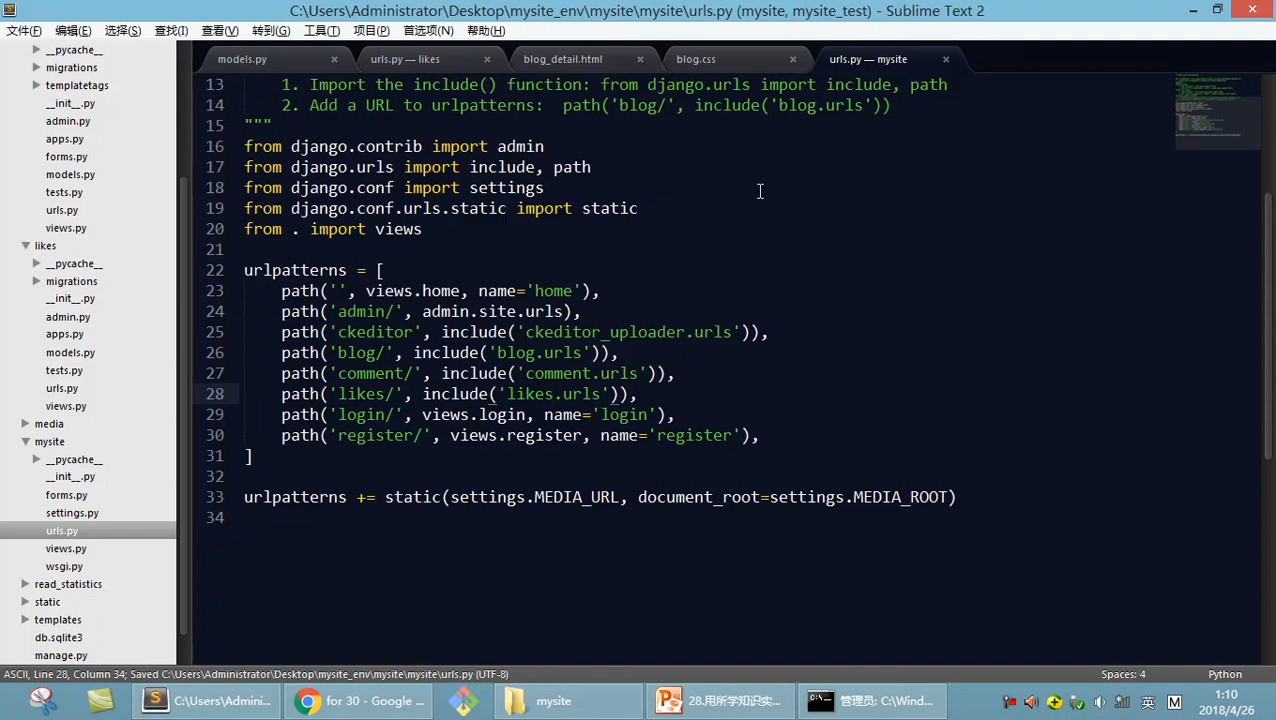 C:\Users\Administrator\Desktop\mysite_env\mysite\mysite\urls.py (mysite, mysite_test) - Sublime Text 2
文件(F) 编辑(E) 选择(S) 查找(I) 查看(V) 转到(G) 工具(T) 项目(P) 首选项(N) 帮助(H)
__pycache__
migrations
templatetags
__init__.py
admin.py
apps.py
forms.py
models.py
tests.py
urls.py
views.py
likes
__pycache__
migrations
__init__.py
admin.py
apps.py
models.py
tests.py
urls.py
views.py
media
mysite
__pycache__
__init__.py
forms.py
settings.py
urls.py
views.py
wsgi.py
read_statistics
static
templates
db.sqlite3
manage.py
models.py urls.py — likes blog_detail.html blog.css urls.py — mysite
13 1. Import the include() function: from django.urls import include, path
14 2. Add a URL to urlpatterns:  path('blog/', include('blog.urls'))
15 """
16 from django.contrib import admin
17 from django.urls import include, path
18 from django.conf import settings
19 from django.conf.urls.static import static
20 from . import views
21
22 urlpatterns = [
23 path('', views.home, name='home'),
24 path('admin/', admin.site.urls),
25 path('ckeditor', include('ckeditor_uploader.urls')),
26 path('blog/', include('blog.urls')),
27 path('comment/', include('comment.urls')),
28 path('likes/', include('likes.urls')),
29 path('login/', views.login, name='login'),
30 path('register/', views.register, name='register'),
31 ]
32
33 urlpatterns += static(settings.MEDIA_URL, document_root=settings.MEDIA_ROOT)
34
ASCII, Line 28, Column 34; Saved C:\Users\Administrator\Desktop\mysite_env\mysite\mysite\urls.py (UTF-8) Spaces: 4 Python
C:\Users\Admini... for 30 - Google ... mysite 28.用所学知识实... 管理员: C:\Wind... 英 M 1:10
2018/4/26